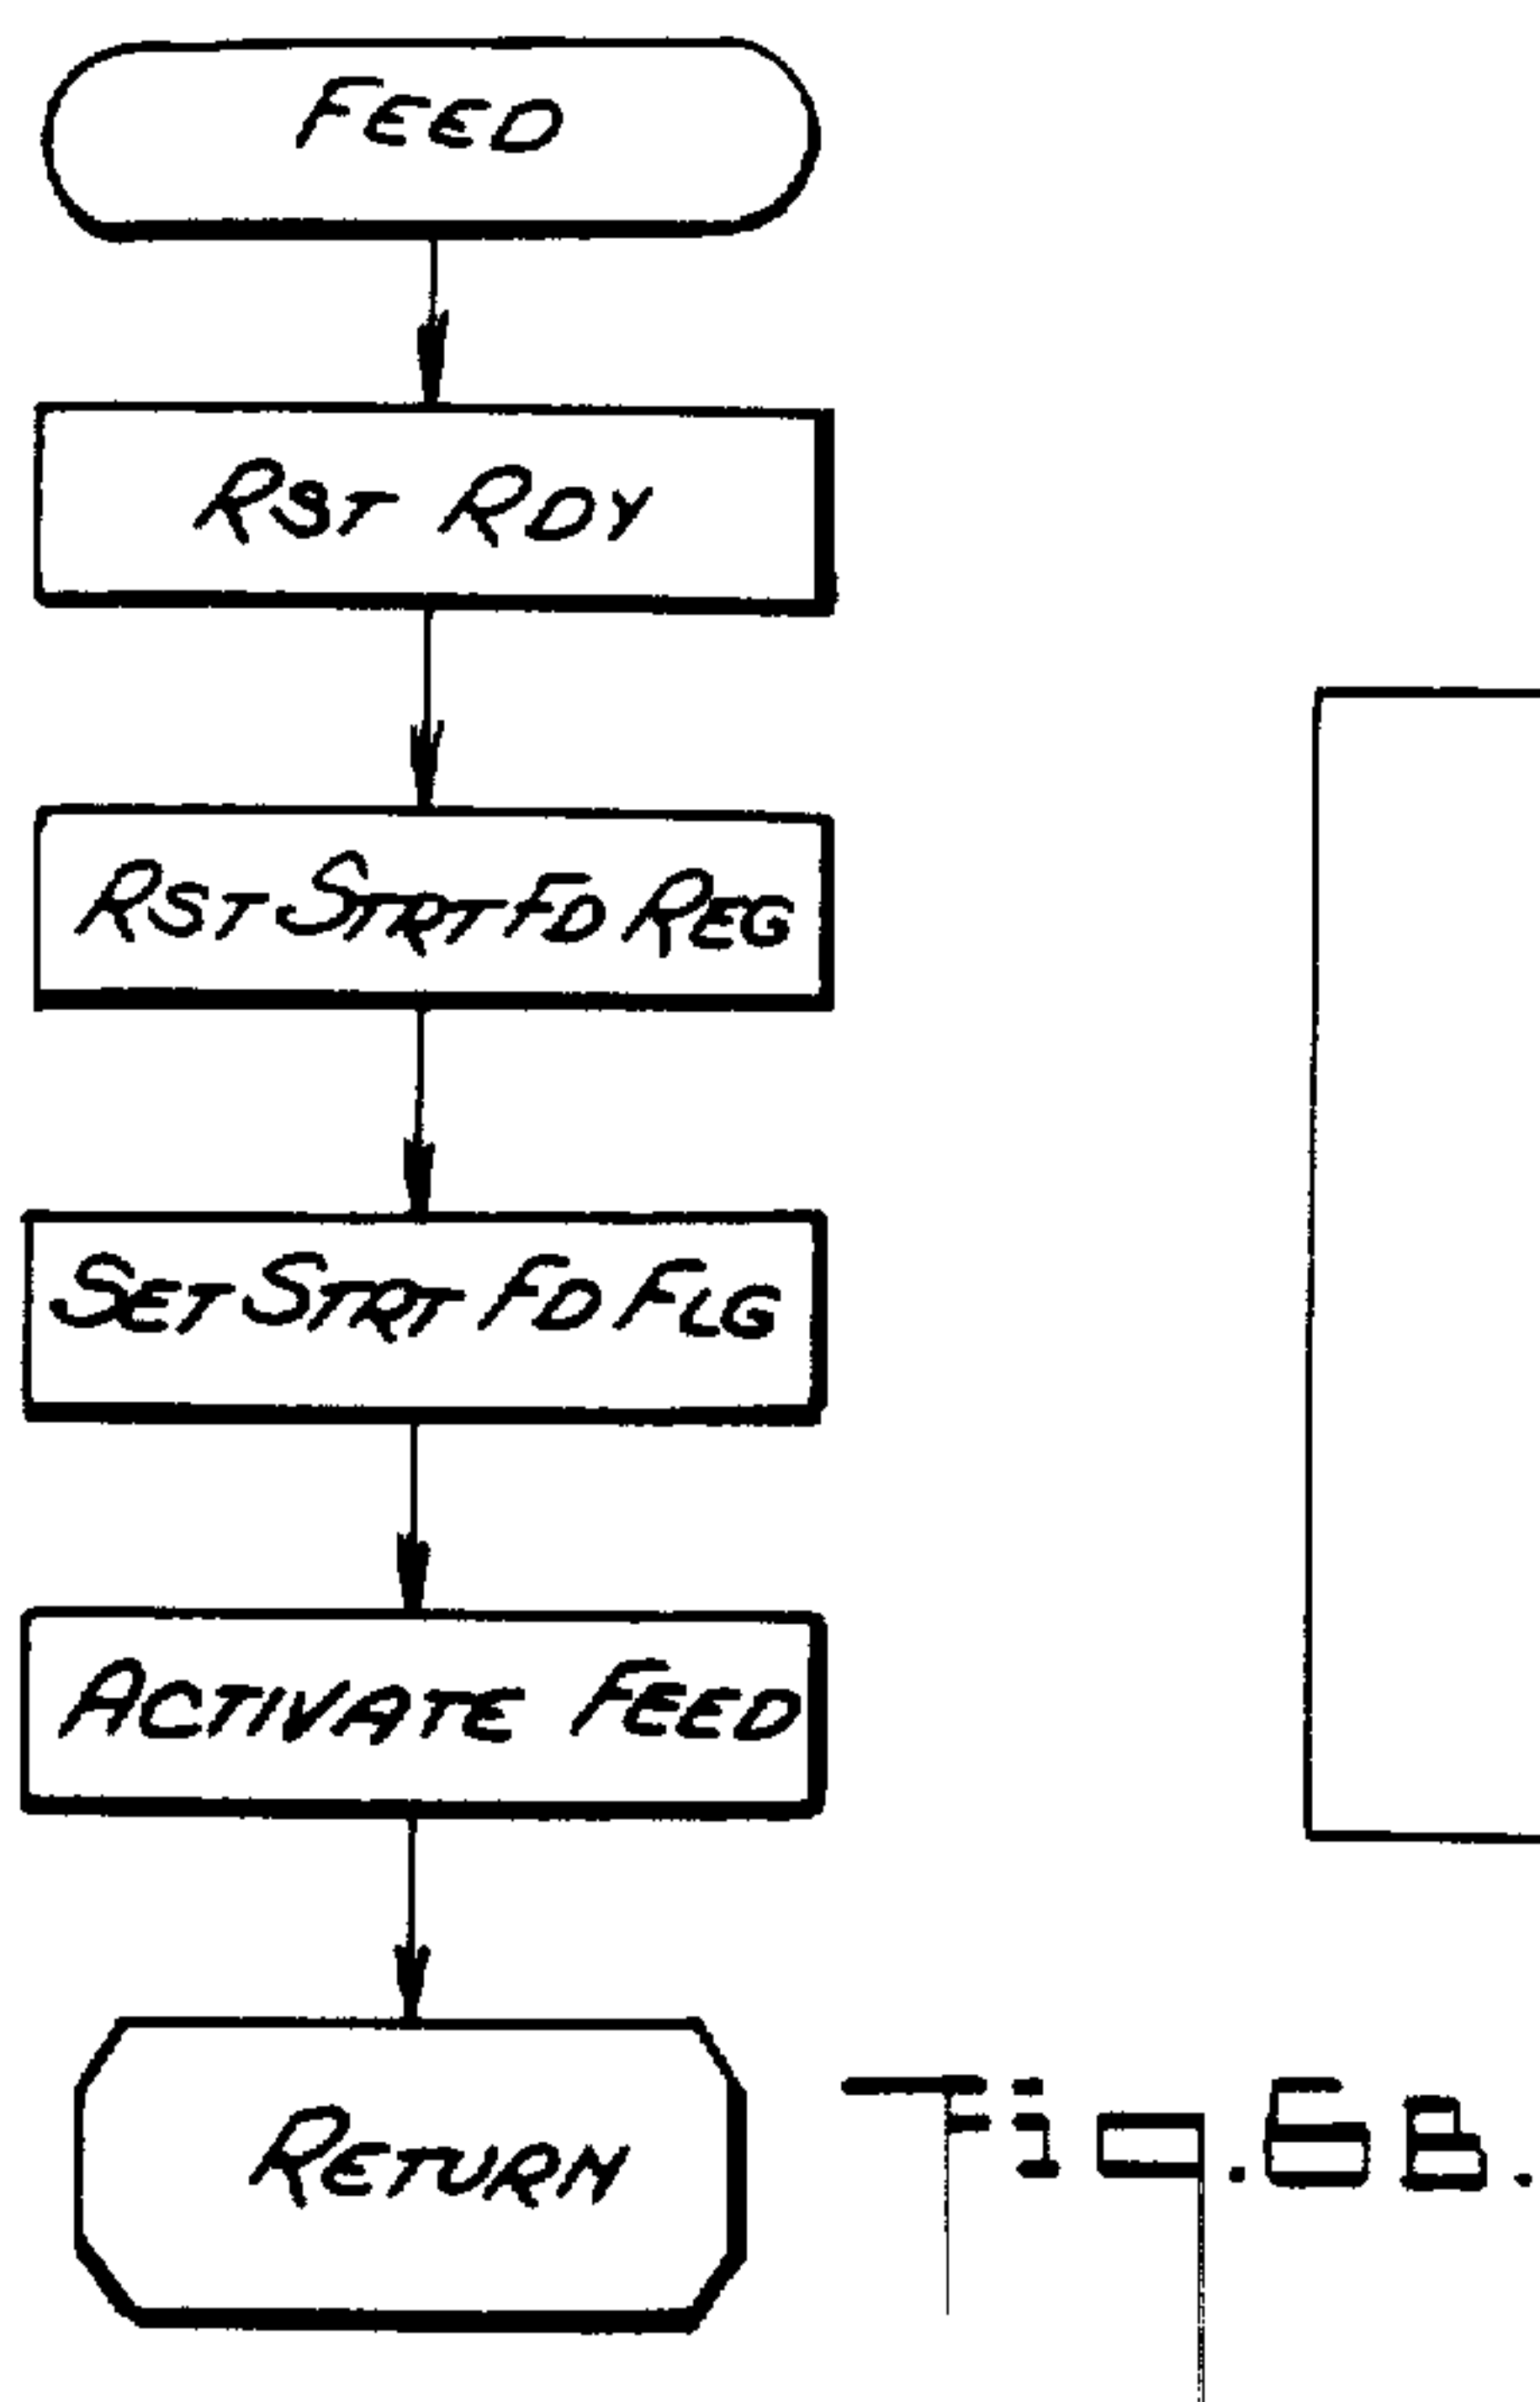 FEED
RST RDY
RST STRT FD REG
SET STRT FD FLG
ACTIVATE FEED
RETURN
Fig.6B.